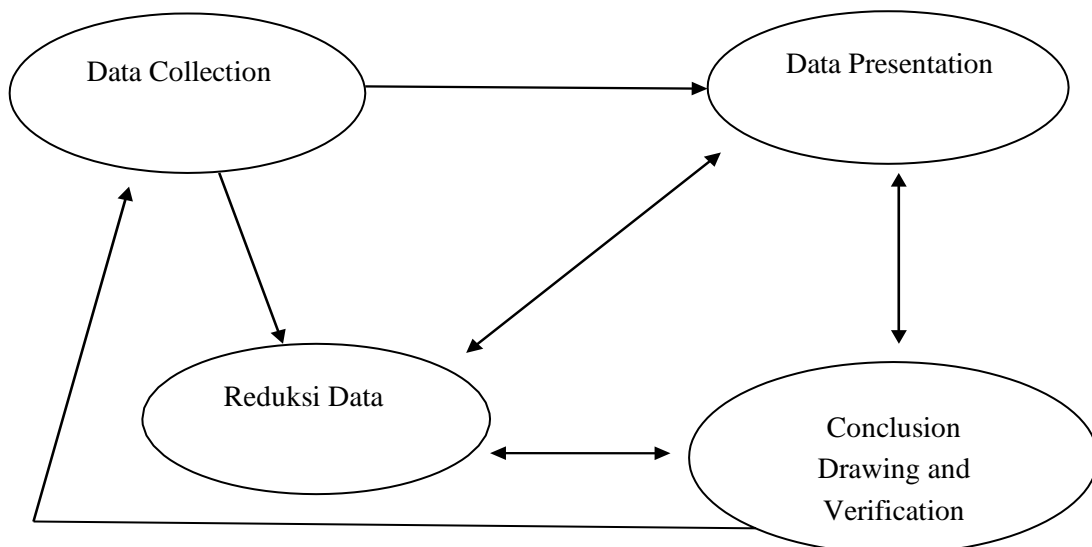 Data Collection
Data Presentation
Reduksi Data
Conclusion
Drawing and
Verification